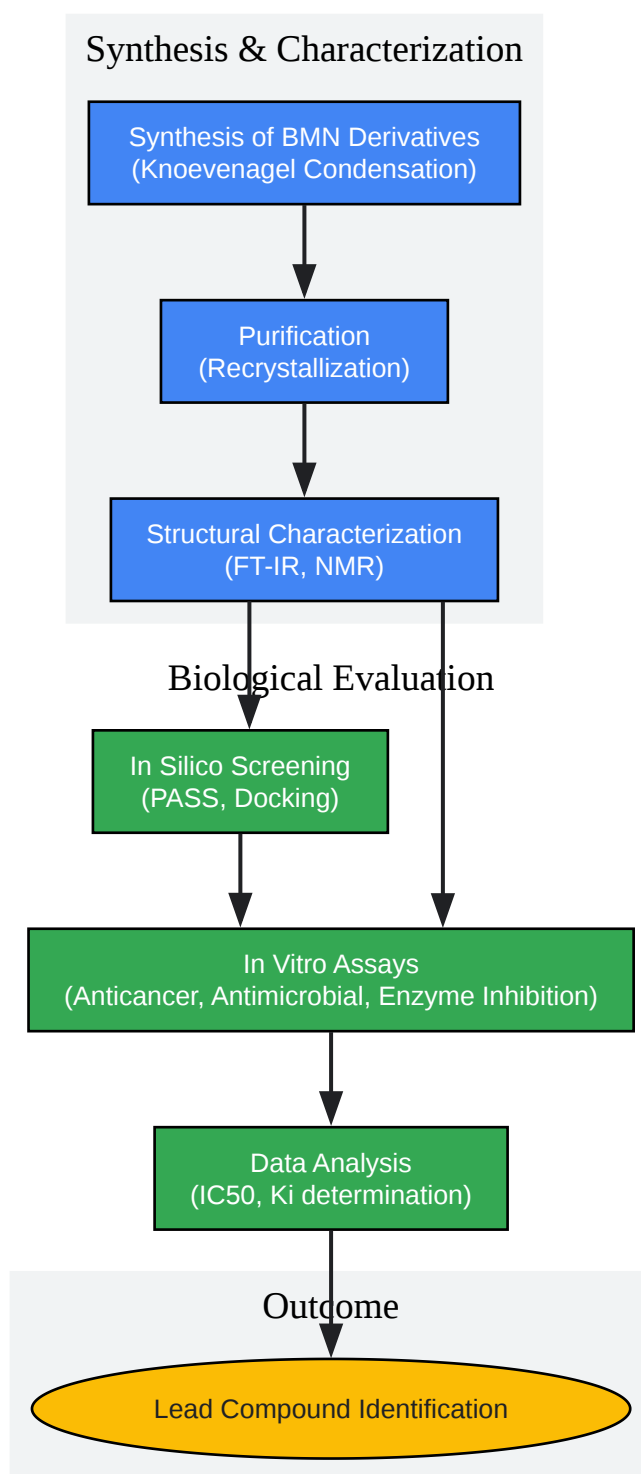 Synthesis & Characterization
Synthesis of BMN Derivatives
(Knoevenagel Condensation)
Purification
(Recrystallization)
Structural Characterization
(FT-IR, NMR)
Biological Evaluation
In Silico Screening
(PASS, Docking)
In Vitro Assays
(Anticancer, Antimicrobial, Enzyme Inhibition)
Data Analysis
(IC50, Ki determination)
Outcome
Lead Compound Identification